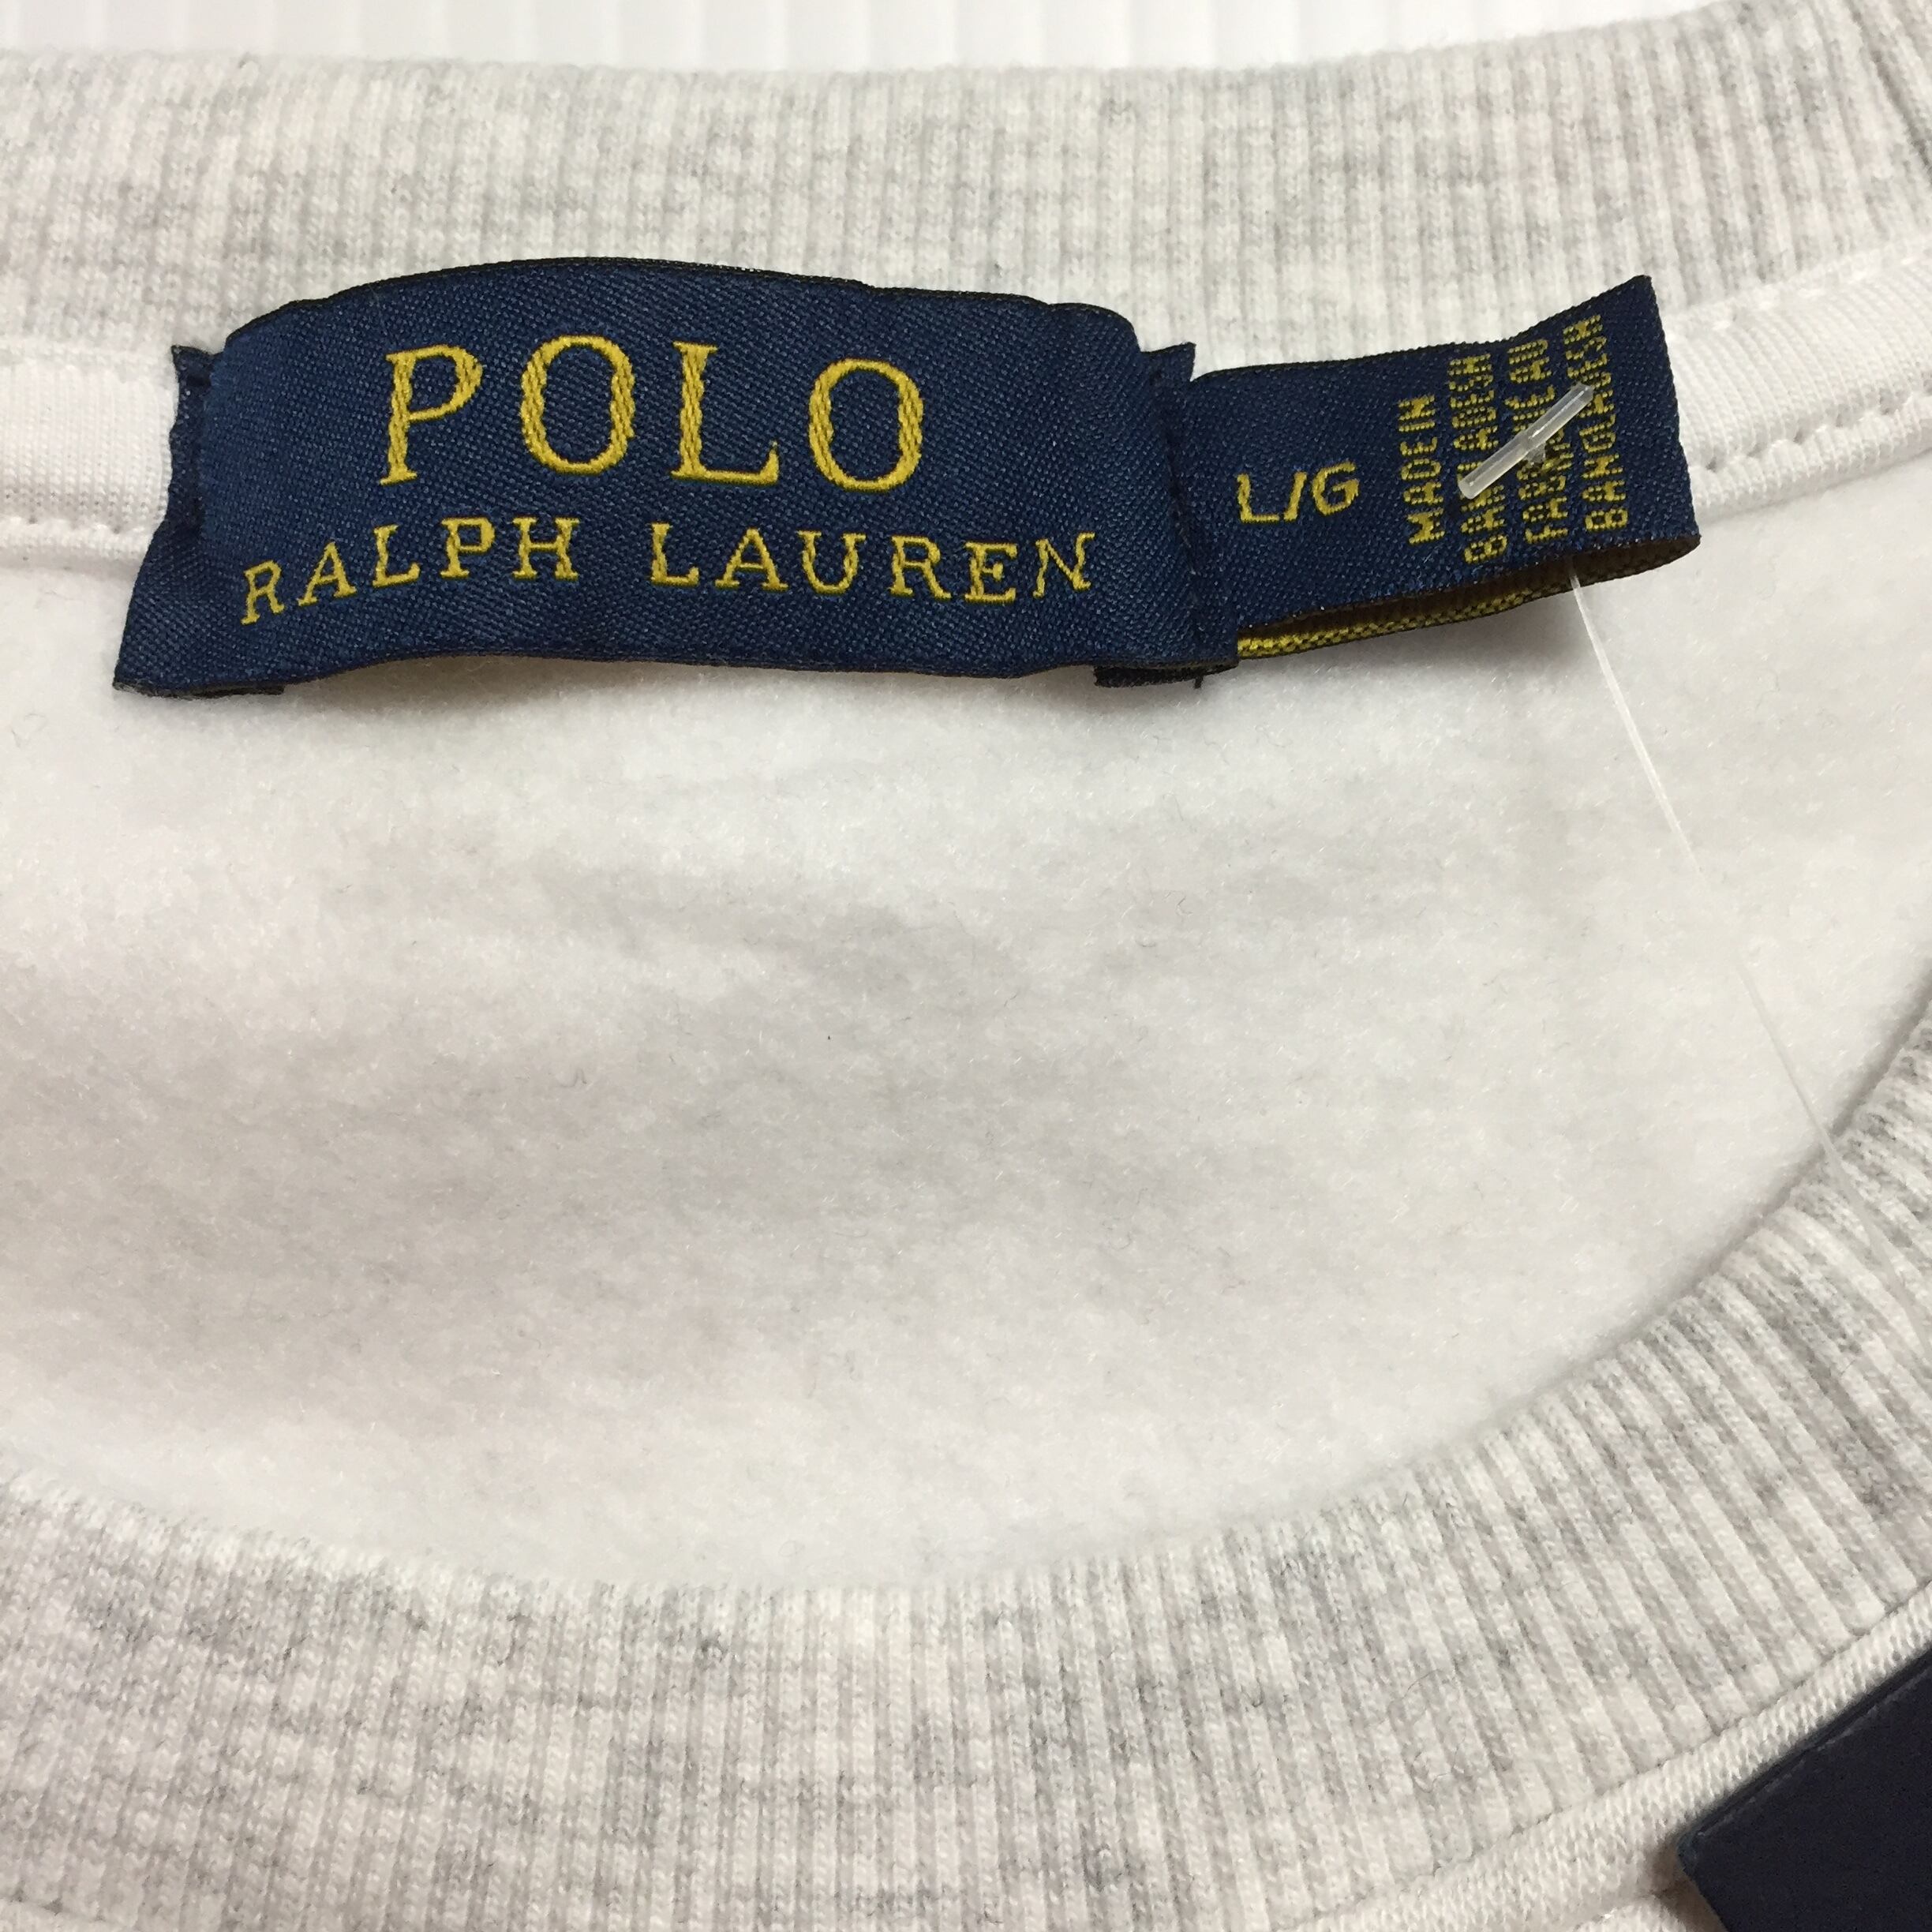 POLO
RALPH LAUREN
L/G
MADE IN
BANGLADESH
FABRIQUÉ AU
BANGLADESH